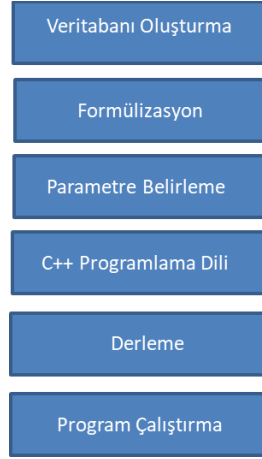 Veritabanı Oluşturma
Formülizasyon
Parametre Belirleme
C++ Programlama Dili
Derleme
Program Çalıştırma